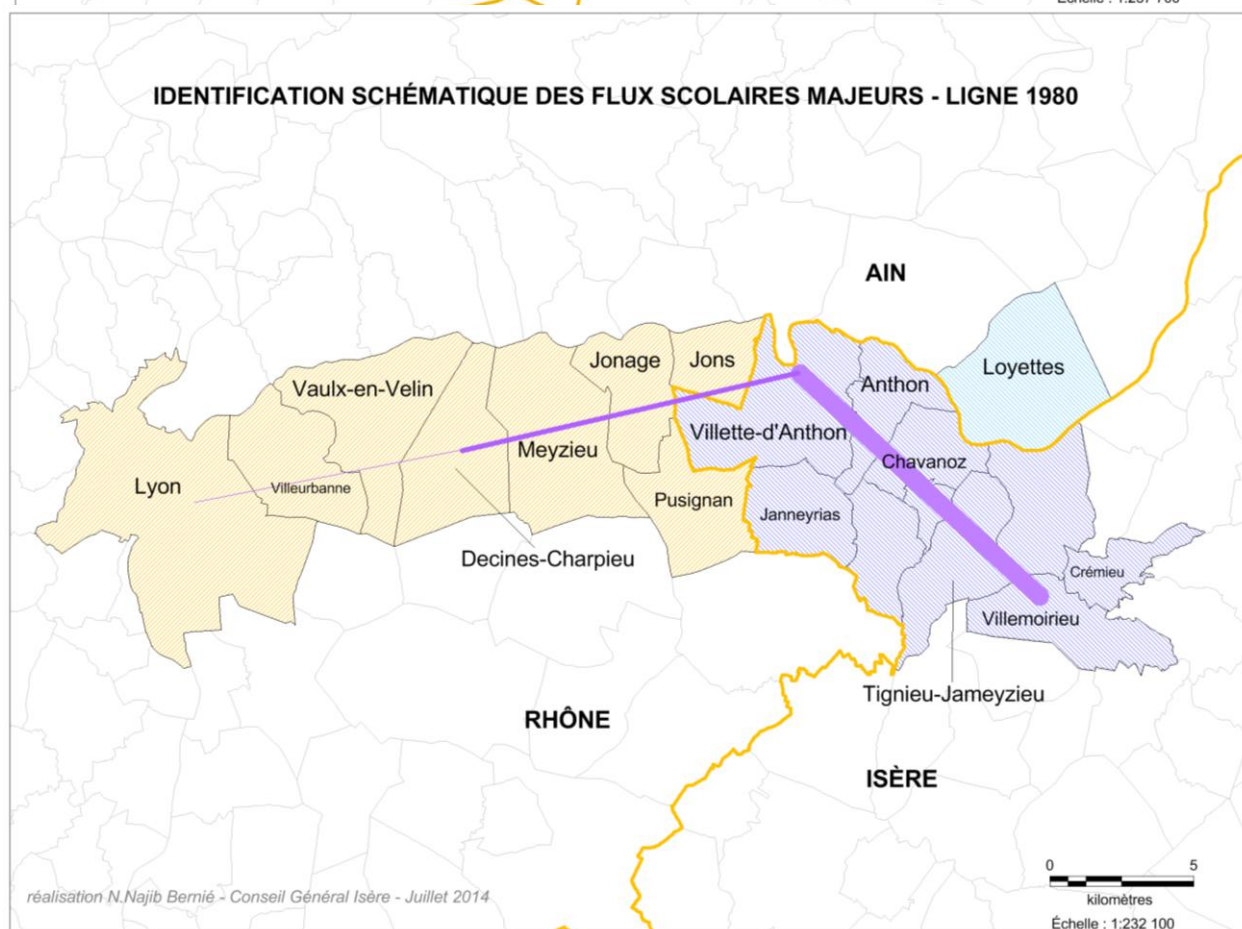 IDENTIFICATION SCHÉMATIQUE DES FLUX SCOLAIRES MAJEURS - LIGNE 1980
AIN
Jonage
Jons
Loyettes
Vaulx-en-Velin
Anthon
Villette-d'Anthon
Meyzieu
Chavanoz
Lyon
Villeurbanne
Pusignan
Janneyrias
Decines-Charpieu
Crémieu
Villemoirieu
Tignieu-Jameyzieu
RHÔNE
ISÈRE
0 5
kilomètres
réalisation N.Najib Bernié - Conseil Général Isère - Juillet 2014
Échelle : 1:232 100